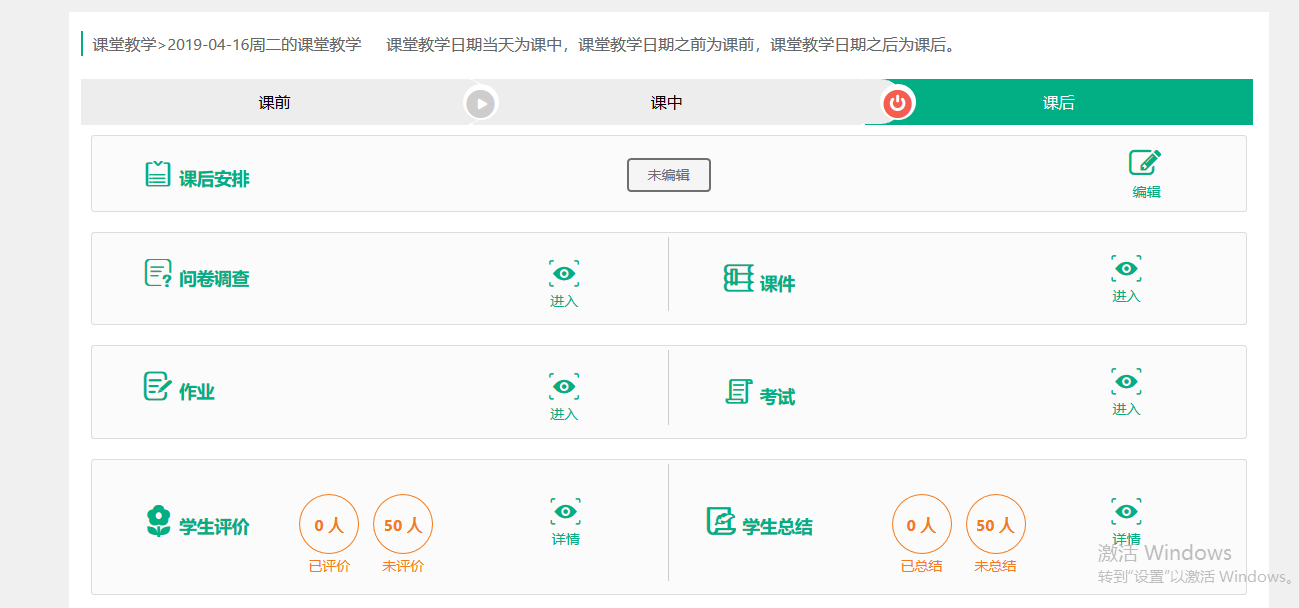 课堂教学>2019-04-16周二的课堂教学 课堂教学日期当天为课中，课堂教学日期之前为课前，课堂教学日期之后为课后。
课前 课中 课后
课后安排 未编辑 编辑
问卷调查 进入 课件 进入
作业 进入 考试 进入
学生评价 0 人 50 人 详情 学生总结 0 人 50 人 详情
已评价 未评价 已总结 未总结
激活 Windows
转到“设置”以激活 Windows。